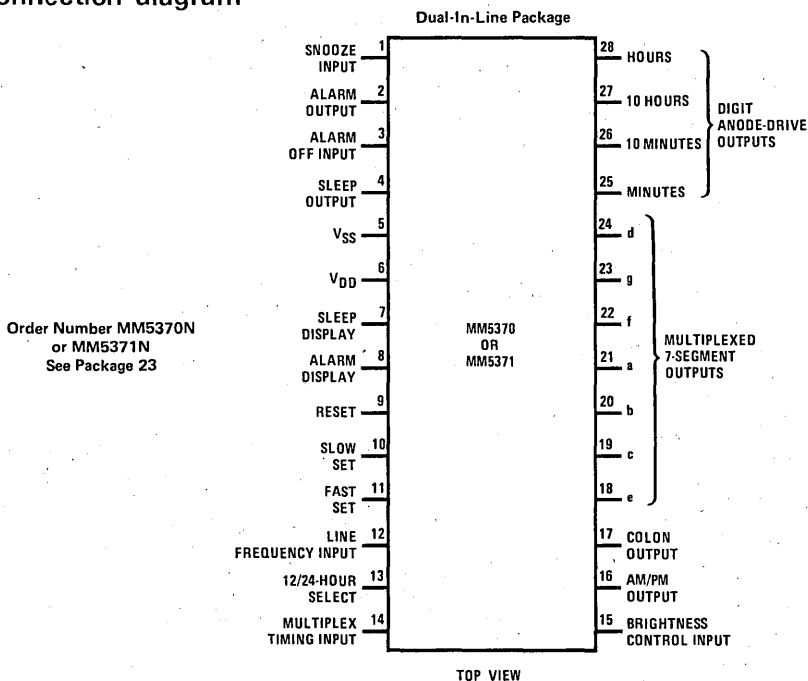 onnection diagram
Dual-In-Line Package
SNOOZE
INPUT
1
ALARM
OUTPUT
2
ALARM
OFF INPUT
3
SLEEP
OUTPUT
4
VSS
5
VDD
6
SLEEP
DISPLAY
7
ALARM
DISPLAY
8
RESET
9
SLOW
SET
10
FAST
SET
11
LINE
FREQUENCY INPUT
12
12/24-HOUR
SELECT
13
MULTIPLEX
TIMING INPUT
14
Order Number MM5370N
or MM5371N
See Package 23
MM5370
OR
MM5371
28 HOURS
27 10 HOURS
26 10 MINUTES
25 MINUTES
DIGIT
ANODE-DRIVE
OUTPUTS
24 d
23 g
22 f
21 a
20 b
19 c
18 e
MULTIPLEXED
7-SEGMENT
OUTPUTS
17 COLON
OUTPUT
16 AM/PM
OUTPUT
15 BRIGHTNESS
CONTROL INPUT
TOP VIEW